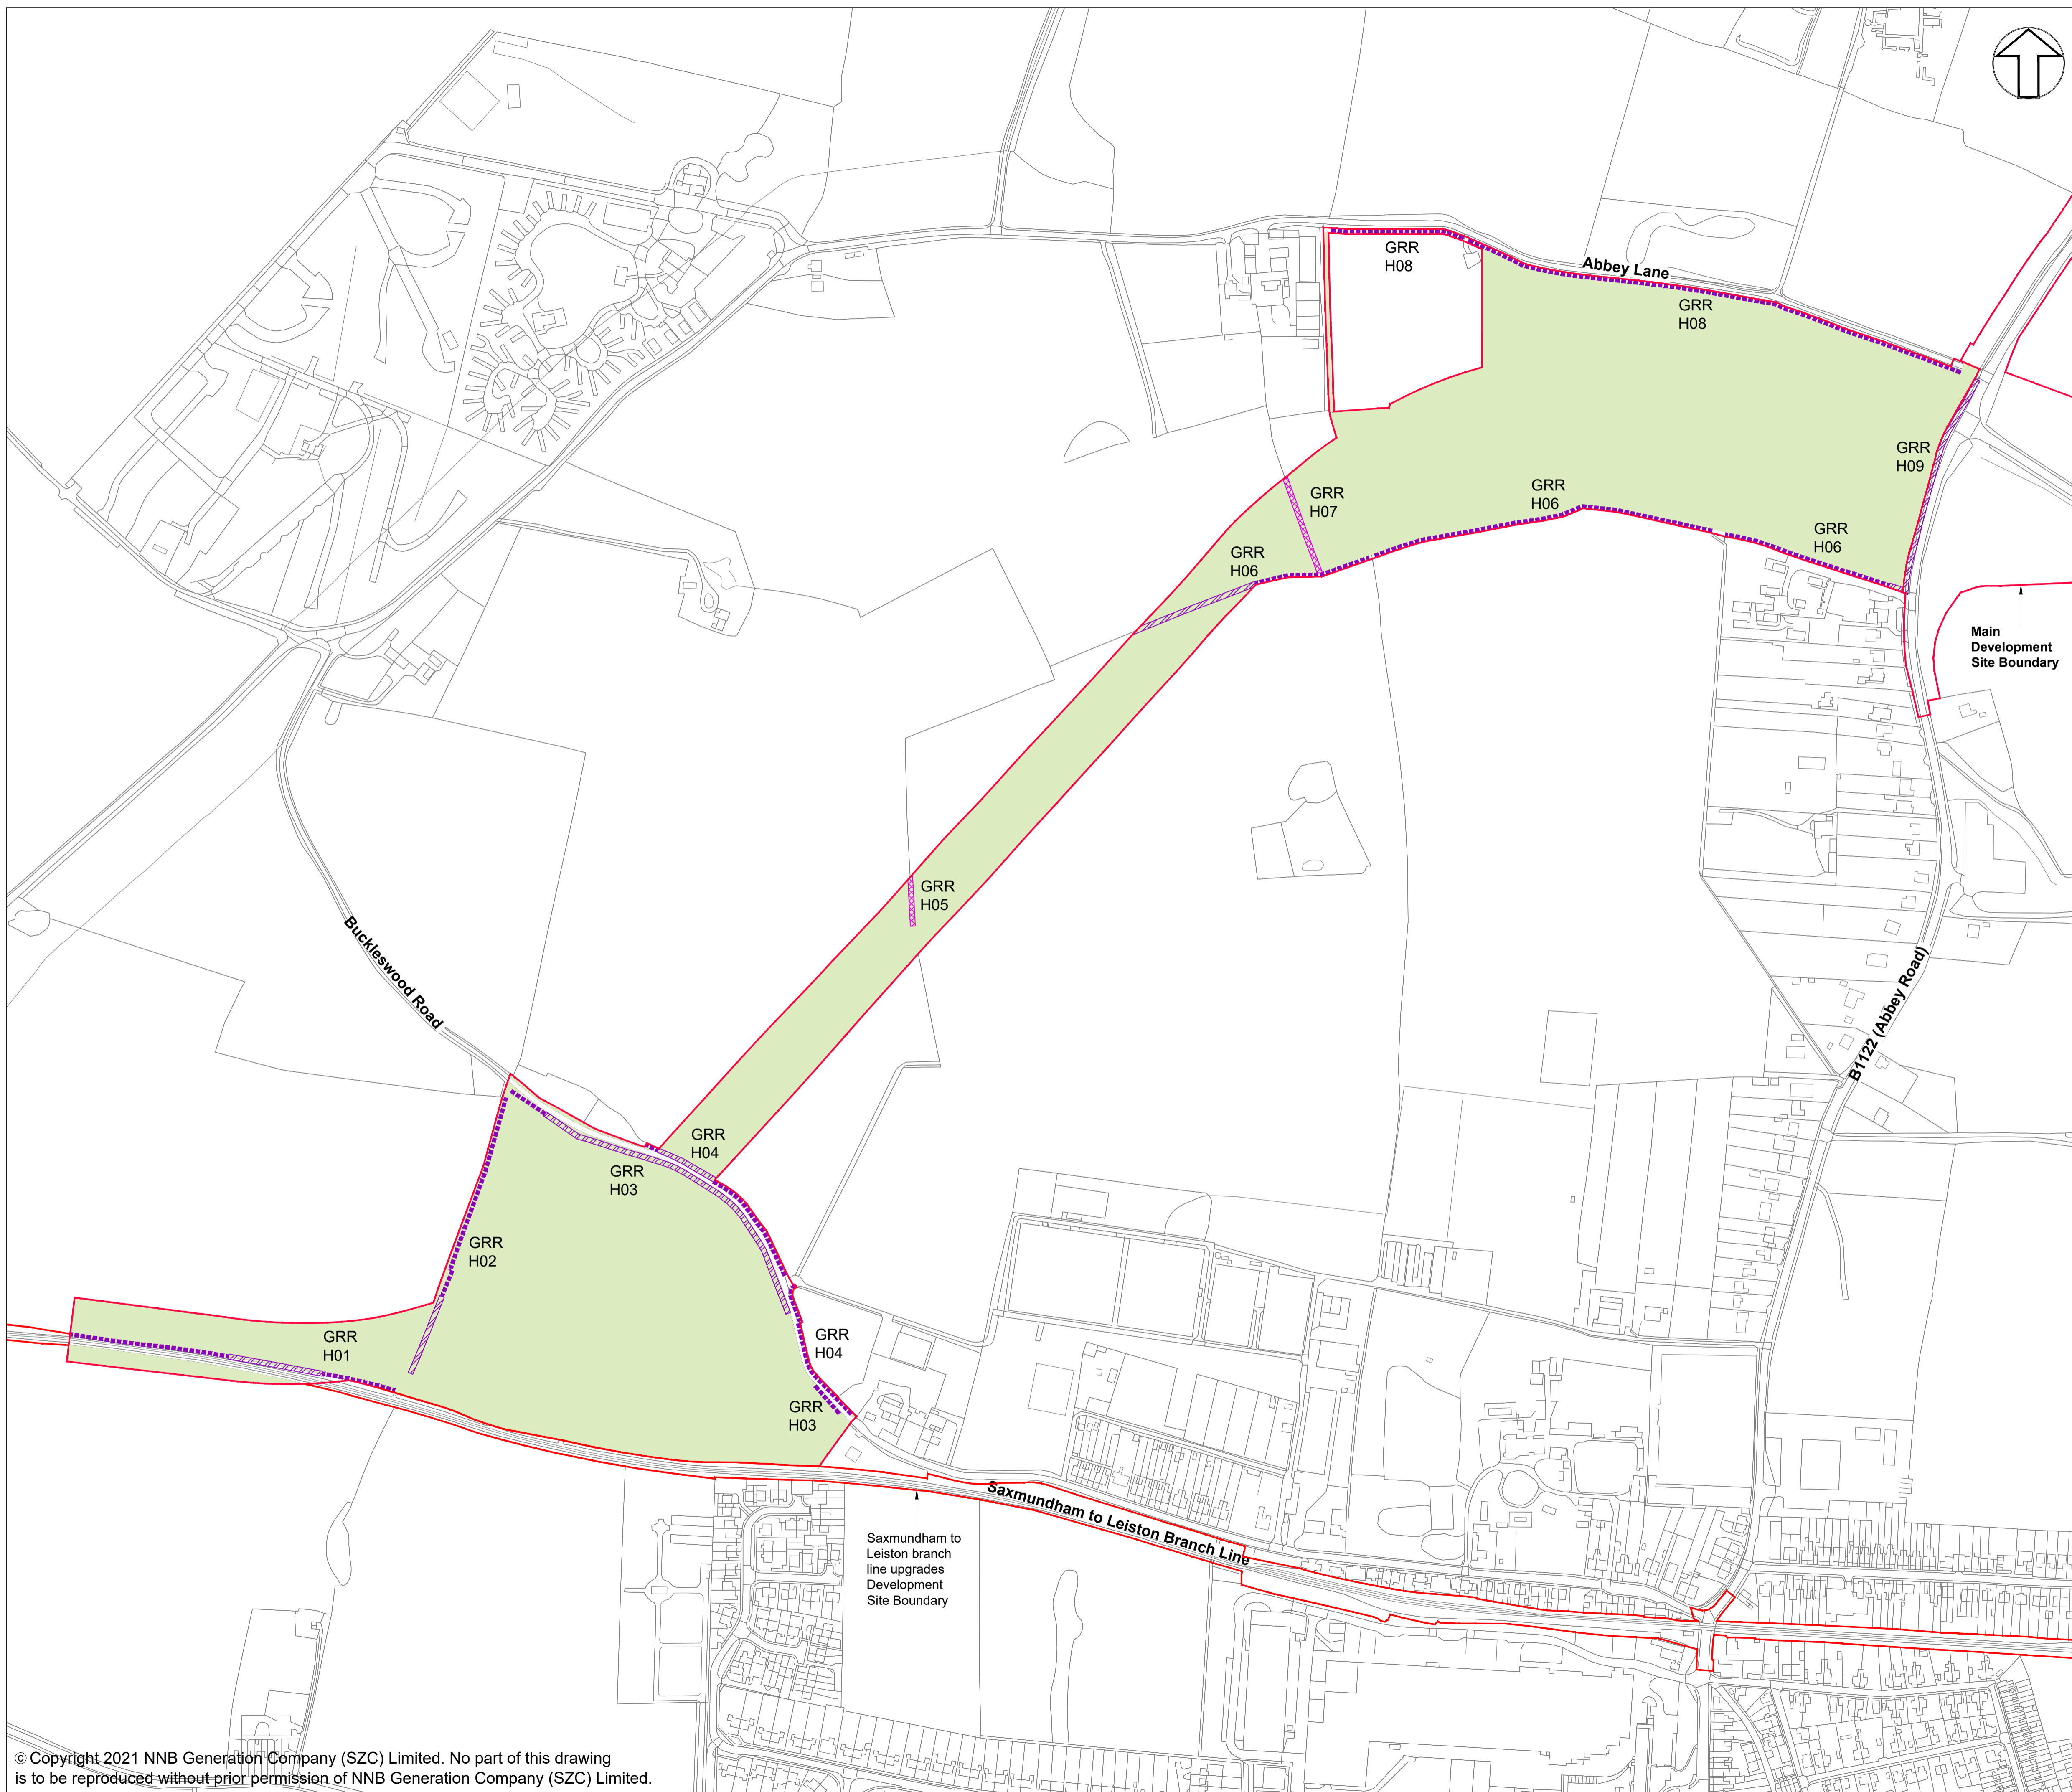 GRR
H08
Abbey Lane
GRR
H08
GRR
H09
GRR
H07
GRR
H06
GRR
H06
GRR
H06
Main
Development
Site Boundary
GRR
H05
Buckleswood Road
B1122 (Abbey Road)
GRR
H04
GRR
H03
GRR
H02
GRR
H01
GRR
H04
GRR
H03
Saxmundham to Leiston Branch Line
Saxmundham to
Leiston branch
line upgrades
Development
Site Boundary
© Copyright 2021 NNB Generation Company (SZC) Limited. No part of this drawing
is to be reproduced without prior permission of NNB Generation Company (SZC) Limited.